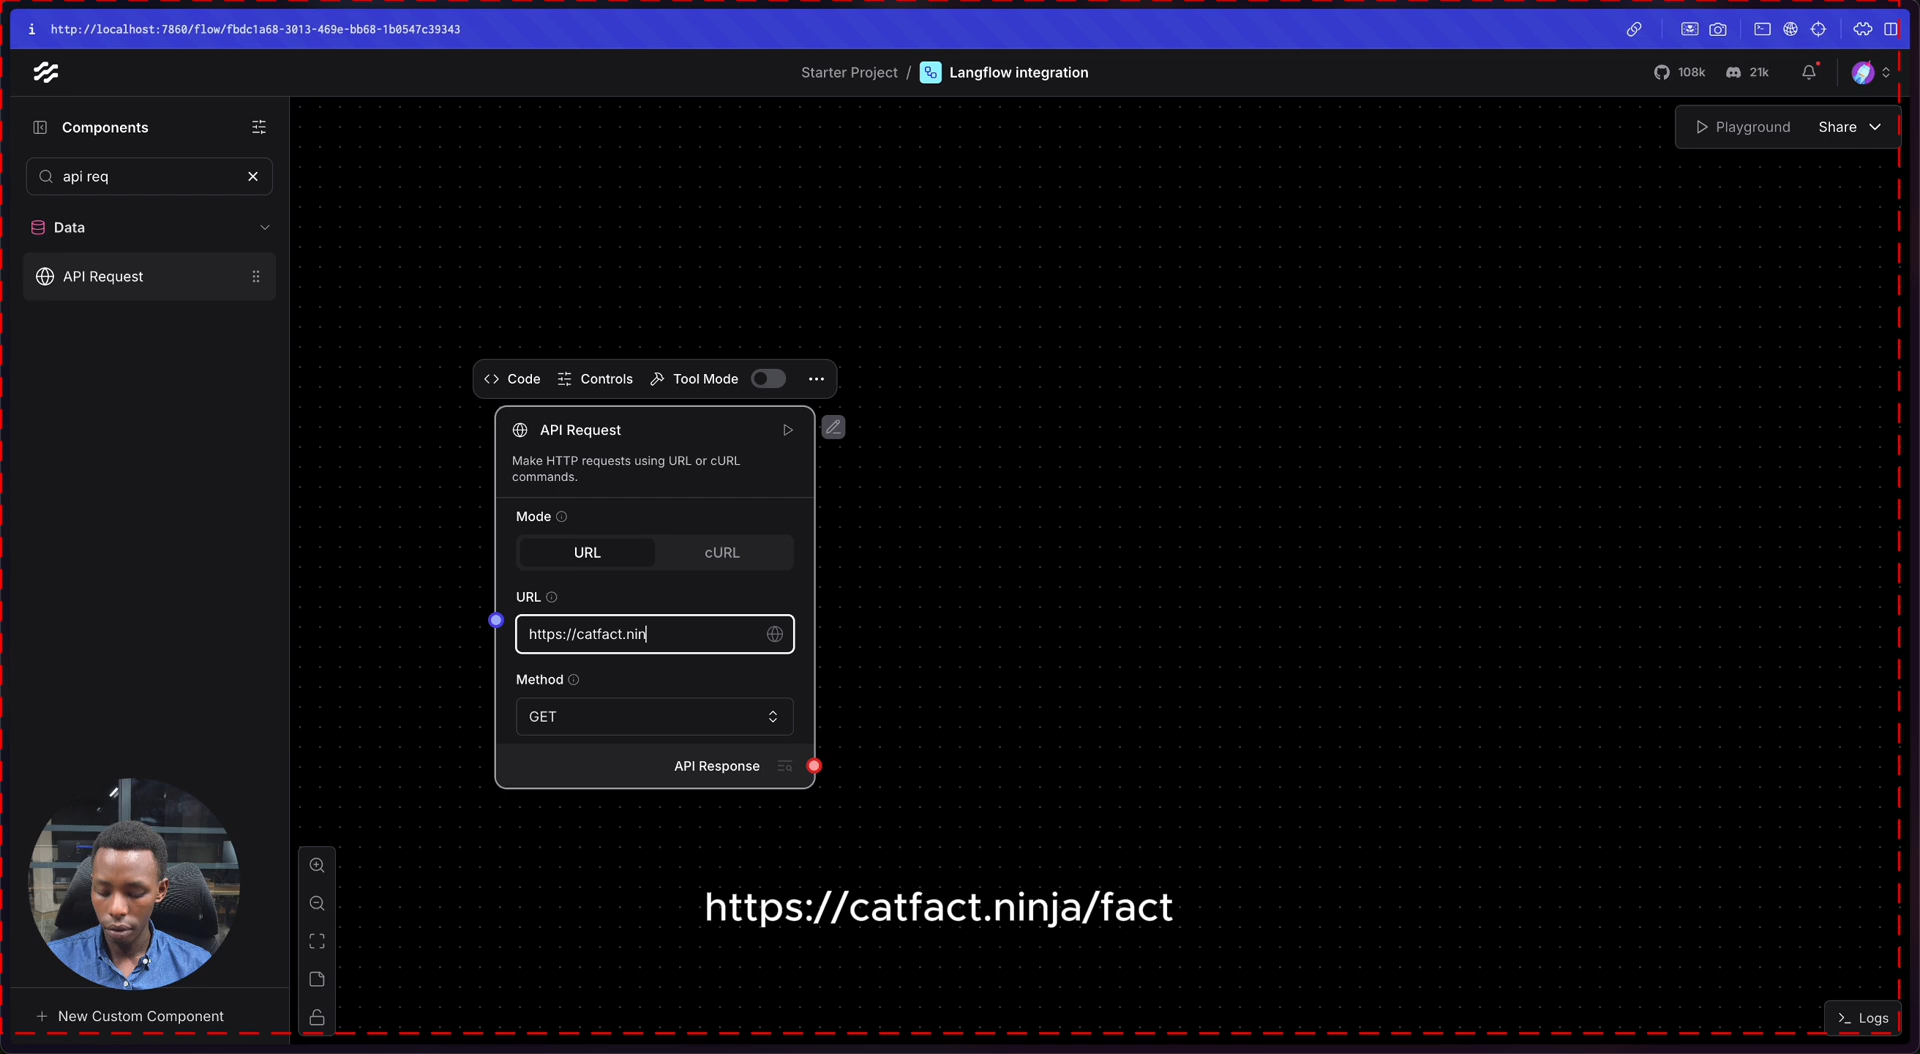 http://localhost:7860/flow/fbdc1a68-3013-469e-bb68-1b0547c39343
Starter Project / Langflow integration
108k
21k
Components
Playground
Share
api req
Data
API Request
Code
Controls
Tool Mode
API Request
Make HTTP requests using URL or cURL
commands.
Mode
URL
cURL
URL
https://catfact.nin
Method
GET
API Response
https://catfact.ninja/fact
New Custom Component
Logs